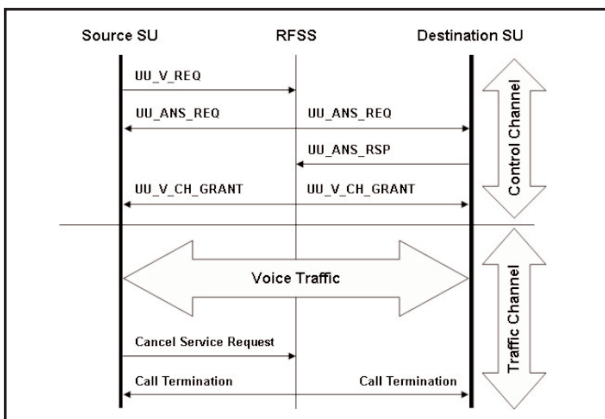 Source SU RFSS Destination SU
UU_V_REQ
UU_ANS_REQ UU_ANS_REQ
UU_ANS_RSP
UU_V_CH_GRANT UU_V_CH_GRANT
Control Channel
Voice Traffic
Cancel Service Request
Call Termination Call Termination
Traffic Channel